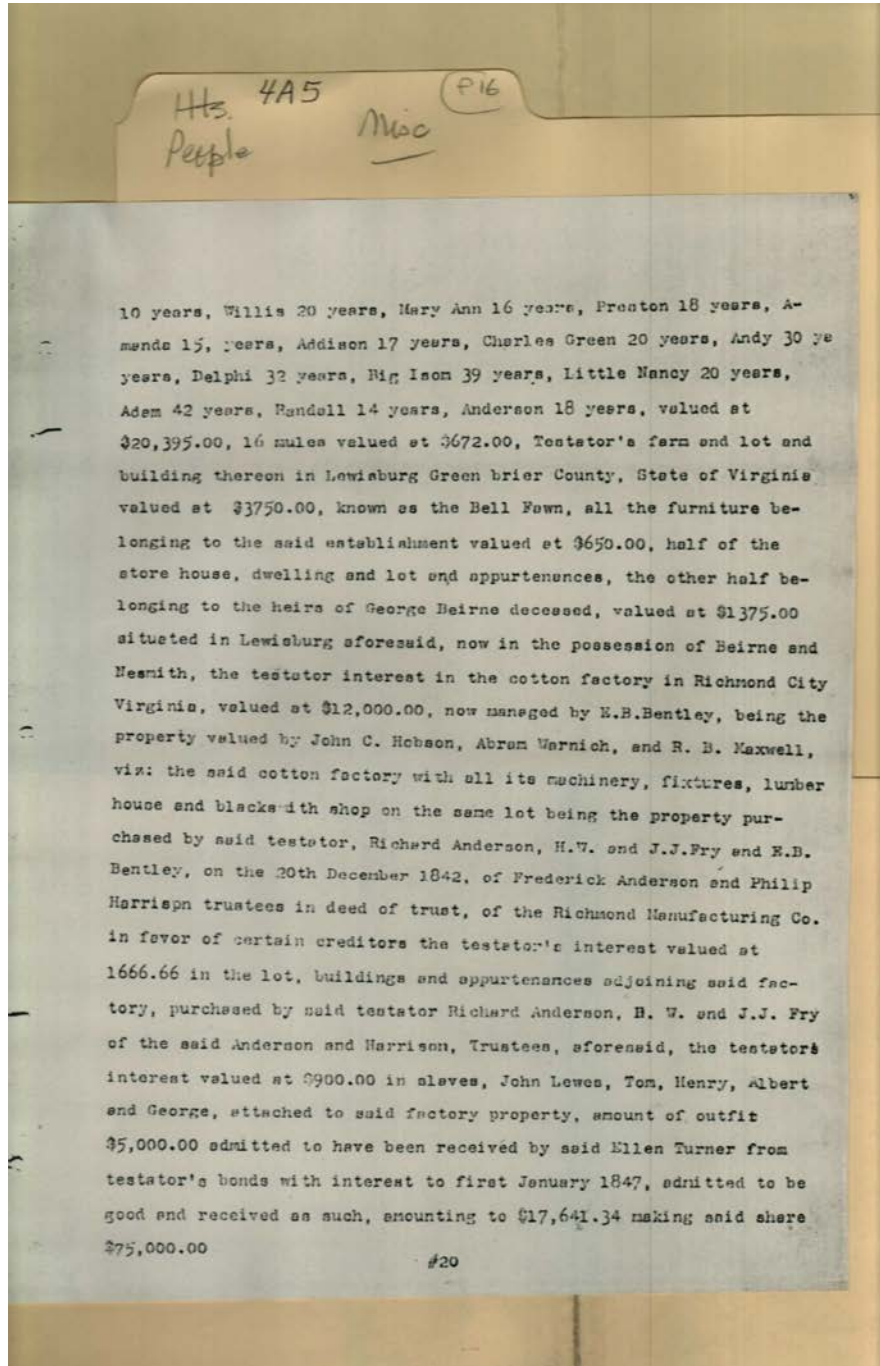 Hts. 4A5 P16
People Misc
10 years, Willis 20 years, Mary Ann 16 years, Preston 18 years, A-
manda 15, years, Addison 17 years, Charles Green 20 years, Andy 30 ye
years, Delphi 32 years, Big Isom 39 years, Little Nancy 20 years,
Adam 42 years, Randall 14 years, Anderson 18 years, valued at
$20,395.00, 16 mules valued at $672.00, Testator's farm and lot and
building thereon in Lewisburg Green brier County, State of Virginia
valued at $3750.00, known as the Bell Fawn, all the furniture be-
longing to the said establishment valued at $650.00, half of the
store house, dwelling and lot and appurtenances, the other half be-
longing to the heirs of George Beirne deceased, valued at $1375.00
situated in Lewisburg aforesaid, now in the possession of Beirne and
Nesmith, the testator interest in the cotton factory in Richmond City
Virginia, valued at $12,000.00, now managed by E.B.Bentley, being the
property valued by John C. Hobson, Abram Warnich, and R. B. Maxwell,
viz: the said cotton factory with all its machinery, fixtures, lumber
house and blacks ith shop on the same lot being the property pur-
chased by said testator, Richard Anderson, H.W. and J.J.Fry and E.B.
Bentley, on the 20th December 1842, of Frederick Anderson and Philip
Harrispn trustees in deed of trust, of the Richmond Manufacturing Co.
in favor of certain creditors the testator's interest valued at
1666.66 in the lot, buildings and appurtenances adjoining said fac-
tory, purchased by said testator Richard Anderson, B. W. and J.J. Fry
of the said Anderson and Harrison, Trustees, aforesaid, the testators
interest valued at $900.00 in slaves, John Lewes, Tom, Henry, Albert
and George, attached to said factory property, amount of outfit
$5,000.00 admitted to have been received by said Ellen Turner from
testator's bonds with interest to first January 1847, admitted to be
good and received as such, amounting to $17,641.34 making said share
$75,000.00
#20